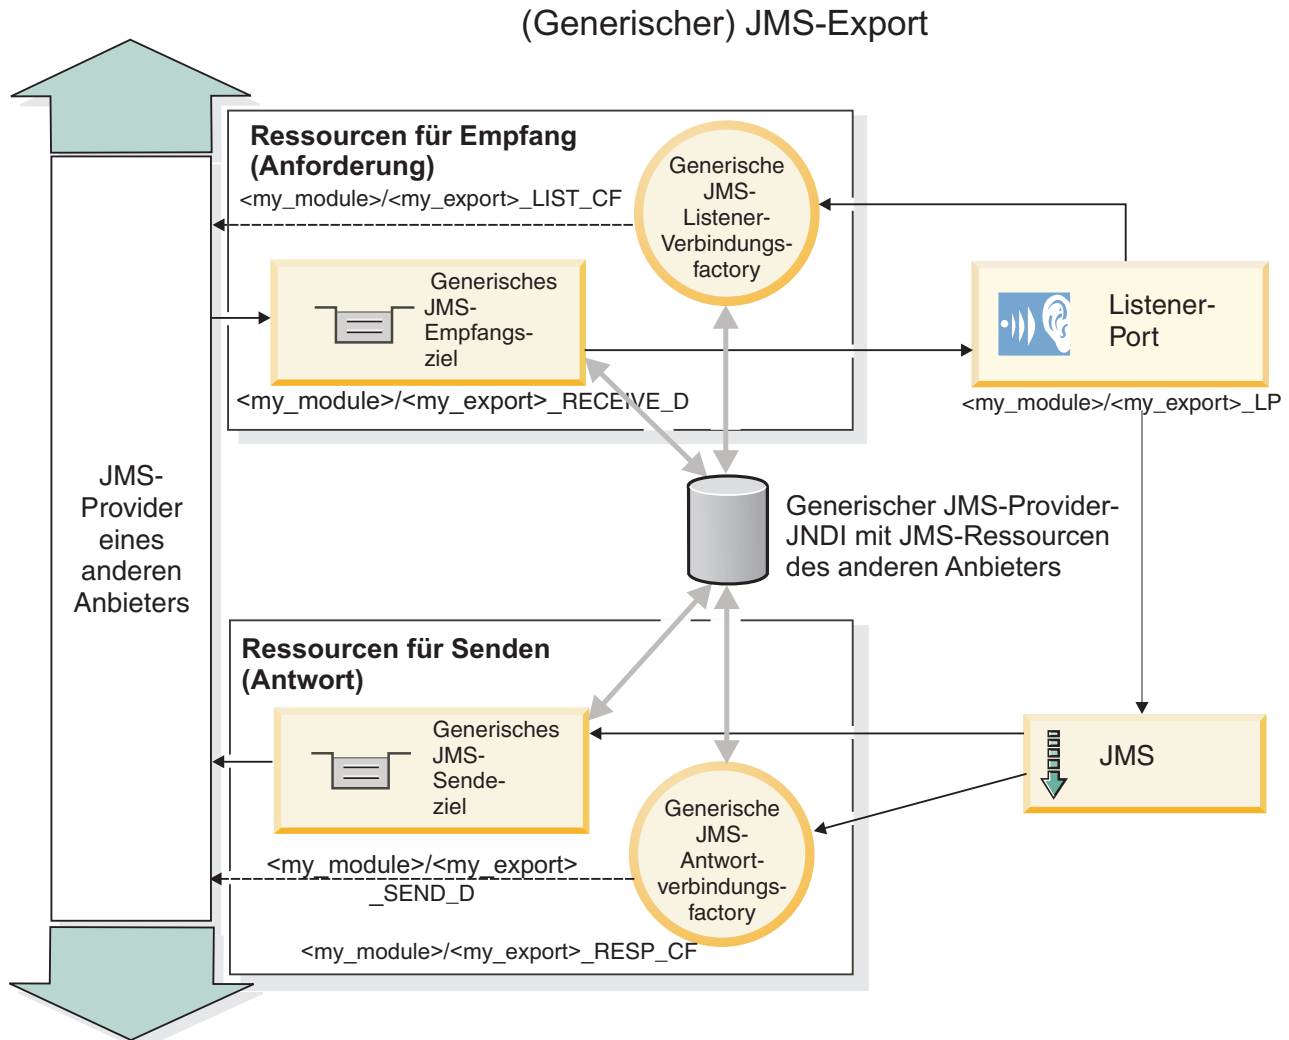 (Generischer) JMS-Export
Ressourcen für Empfang
(Anforderung)
<my_module>/<my_export>_LIST_CF
Generische
JMS-
Listener-
Verbindungs-
factory
Generisches
JMS-
Empfangs-
ziel
<my_module>/<my_export>_RECEIVE_D
Listener-
Port
<my_module>/<my_export>_LP
JMS-
Provider
eines
anderen
Anbieters
Generischer JMS-Provider-
JNDI mit JMS-Ressourcen
des anderen Anbieters
Ressourcen für Senden
(Antwort)
Generisches
JMS-
Sende-
ziel
JMS
Generische
JMS-
Antwort-
verbindungs-
factory
<my_module>/<my_export>
_SEND_D
<my_module>/<my_export>_RESP_CF